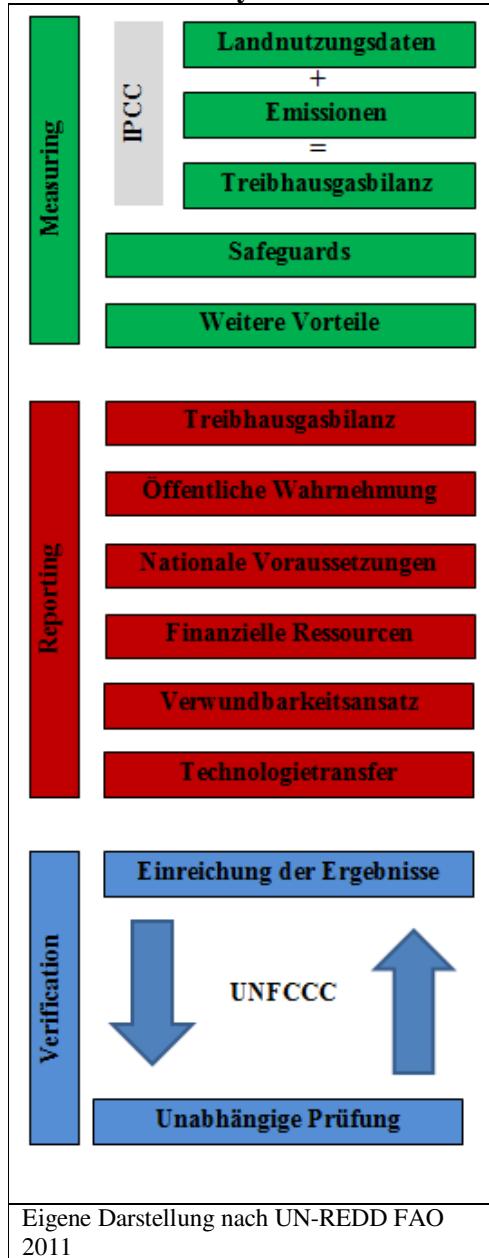 Measuring
IPCC
Landnutzungsdaten
+
Emissionen
=
Treibhausgasbilanz
Safeguards
Weitere Vorteile
Reporting
Treibhausgasbilanz
Öffentliche Wahrnehmung
Nationale Voraussetzungen
Finanzielle Ressourcen
Verwundbarkeitsansatz
Technologietransfer
Verification
Einreichung der Ergebnisse
UNFCCC
Unabhängige Prüfung
Eigene Darstellung nach UN-REDD FAO
2011